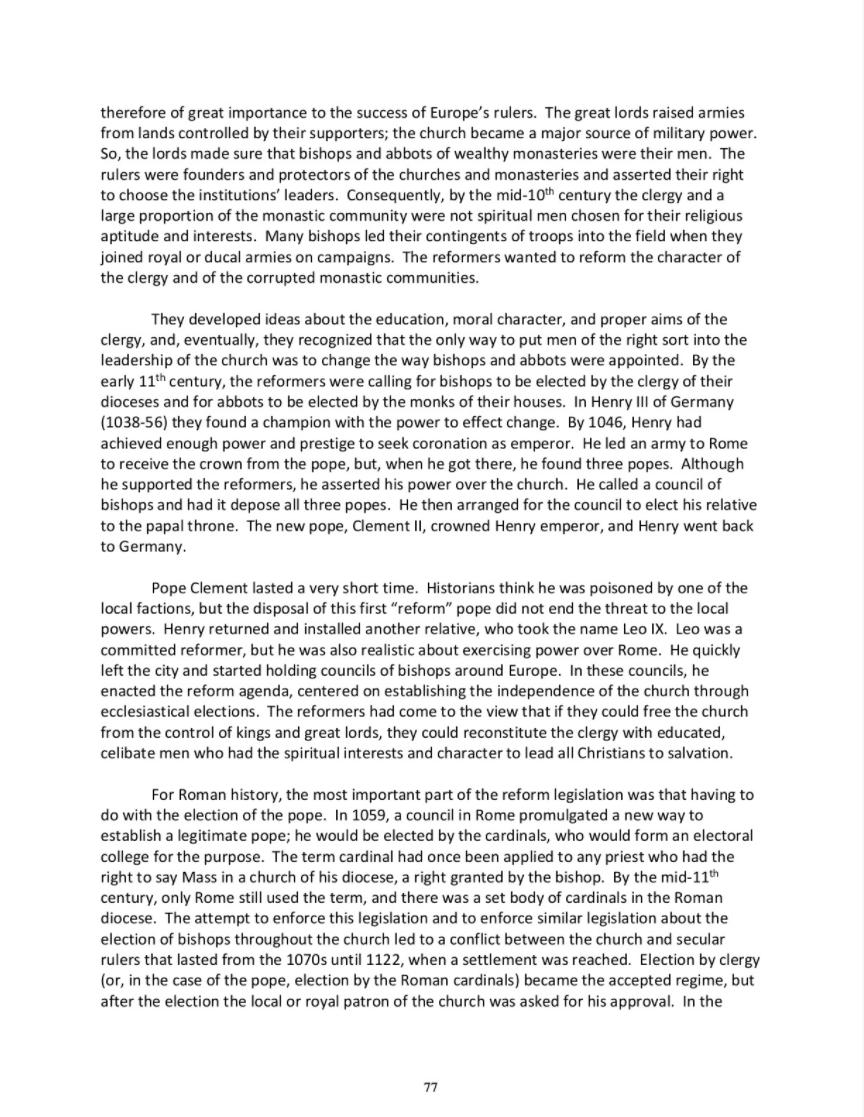 therefore of great importance to the success of Europe's rulers.  The great lords raised armies
from lands controlled by their supporters; the church became a major source of military power.
So, the lords made sure that bishops and abbots of wealthy monasteries were their men.  The
rulers were founders and protectors of the churches and monasteries and asserted their right
to choose the institutions' leaders.  Consequently, by the mid-10th century the clergy and a
large proportion of the monastic community were not spiritual men chosen for their religious
aptitude and interests.  Many bishops led their contingents of troops into the field when they
joined royal or ducal armies on campaigns.  The reformers wanted to reform the character of
the clergy and of the corrupted monastic communities.
They developed ideas about the education, moral character, and proper aims of the
clergy, and, eventually, they recognized that the only way to put men of the right sort into the
leadership of the church was to change the way bishops and abbots were appointed.  By the
early 11th century, the reformers were calling for bishops to be elected by the clergy of their
dioceses and for abbots to be elected by the monks of their houses.  In Henry III of Germany
(1038-56) they found a champion with the power to effect change.  By 1046, Henry had
achieved enough power and prestige to seek coronation as emperor.  He led an army to Rome
to receive the crown from the pope, but, when he got there, he found three popes.  Although
he supported the reformers, he asserted his power over the church.  He called a council of
bishops and had it depose all three popes.  He then arranged for the council to elect his relative
to the papal throne.  The new pope, Clement II, crowned Henry emperor, and Henry went back
to Germany.
Pope Clement lasted a very short time.  Historians think he was poisoned by one of the
local factions, but the disposal of this first "reform" pope did not end the threat to the local
powers.  Henry returned and installed another relative, who took the name Leo IX.  Leo was a
committed reformer, but he was also realistic about exercising power over Rome.  He quickly
left the city and started holding councils of bishops around Europe.  In these councils, he
enacted the reform agenda, centered on establishing the independence of the church through
ecclesiastical elections.  The reformers had come to the view that if they could free the church
from the control of kings and great lords, they could reconstitute the clergy with educated,
celibate men who had the spiritual interests and character to lead all Christians to salvation.
For Roman history, the most important part of the reform legislation was that having to
do with the election of the pope.  In 1059, a council in Rome promulgated a new way to
establish a legitimate pope; he would be elected by the cardinals, who would form an electoral
college for the purpose.  The term cardinal had once been applied to any priest who had the
right to say Mass in a church of his diocese, a right granted by the bishop.  By the mid-11th
century, only Rome still used the term, and there was a set body of cardinals in the Roman
diocese.  The attempt to enforce this legislation and to enforce similar legislation about the
election of bishops throughout the church led to a conflict between the church and secular
rulers that lasted from the 1070s until 1122, when a settlement was reached.  Election by clergy
(or, in the case of the pope, election by the Roman cardinals) became the accepted regime, but
after the election the local or royal patron of the church was asked for his approval.  In the
77